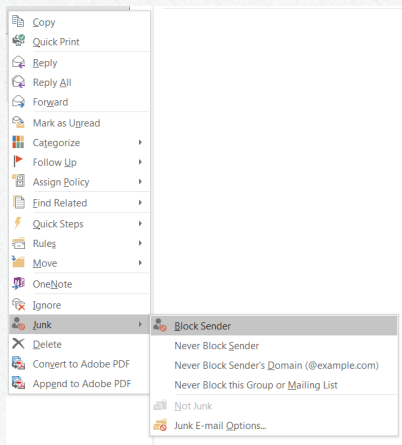 Copy
Quick Print
Reply
Reply All
Forward
Mark as Unread
Categorize
Follow Up
Assign Policy
Find Related
Quick Steps
Rules
Move
OneNote
Ignore
Junk
Delete
Convert to Adobe PDF
Append to Adobe PDF
Block Sender
Never Block Sender
Never Block Sender's Domain (@example.com)
Never Block this Group or Mailing List
Not Junk
Junk E-mail Options...